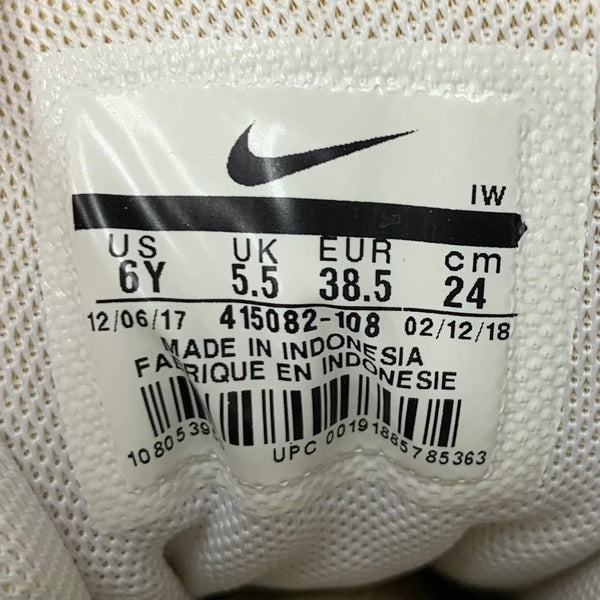 IW
US UK EUR cm
6Y 5.5 38.5 24
12/06/17 415082-108 02/12/18
MADE IN INDONESIA
FABRIQUE EN INDONESIE
UPC 00191885785363